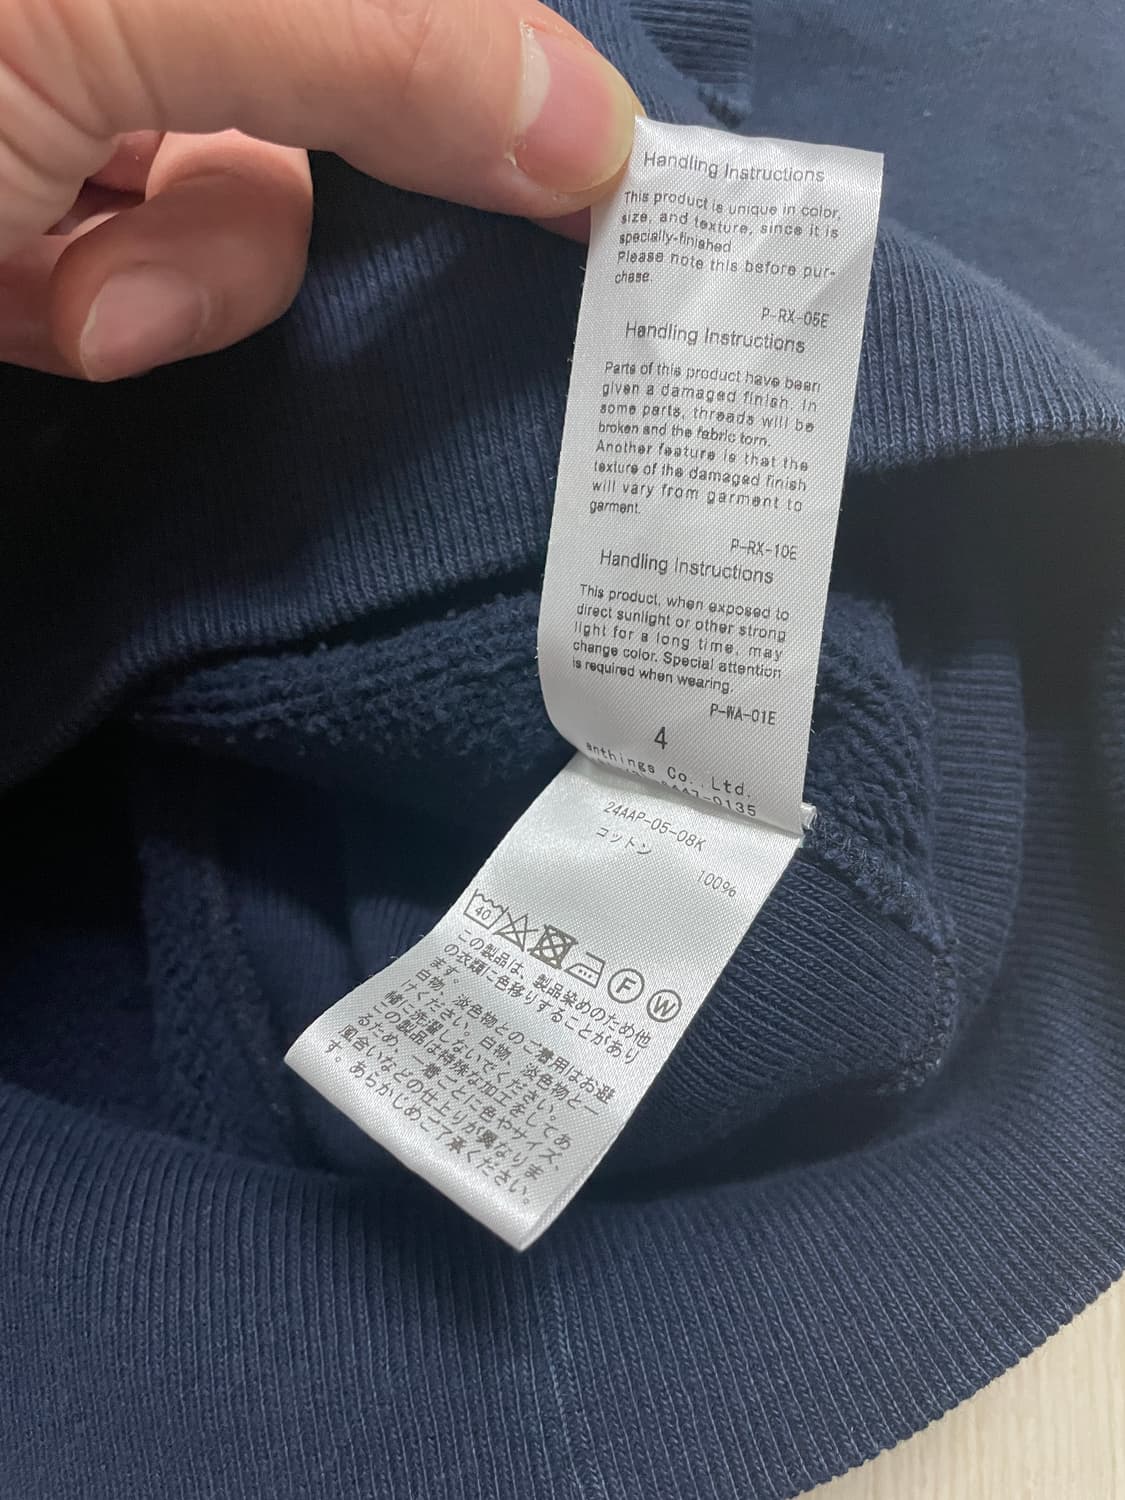 Handling Instructions
This product is unique in color,
size, and texture, since it is
specially-finished
Please note this before pur-
chase.
P-RX-05E
Handling Instructions
Parts of this product have been
given a damaged finish. In
some parts, threads will be
broken and the fabric torn.
Another feature is that the
texture of the damaged finish
will vary from garment to
garment.
P-RX-10E
Handling Instructions
This product, when exposed to
direct sunlight or other strong
light for a long time, may
change color. Special attention
is required when wearing.
P-WA-01E
4
anthings Co., Ltd.
-0135
24AAP-05-08K
コットン
100%
40
F
W
この製品は、製品染めのため他
の衣類に色移りすることがあり
ます。
白物、淡色物とのご着用はお避
けください。白物、淡色物と一
緒に洗濯しないでください。
この製品は特殊な加工をしてあ
るため、一着ごとに色やサイズ、
風合いなどの仕上りが異なりま
す。あらかじめご了承ください。